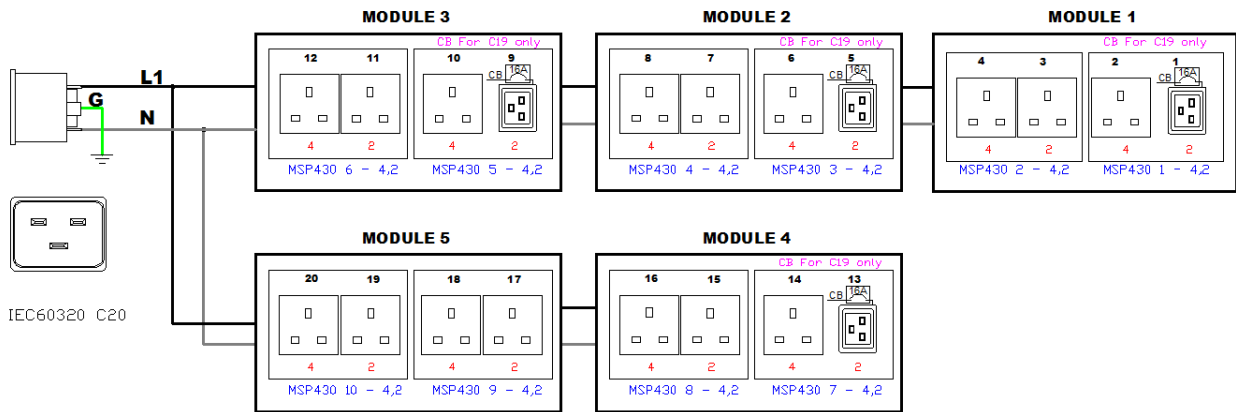 MODULE 3 MODULE 2 MODULE 1
CB For C19 only CB For C19 only CB For C19 only
12 11 10 9 8 7 6 5 4 3 2 1
CB 16A CB 16A CB 16A
L1
G
N
4 2 4 2 4 2 4 2 4 2 4 2
MSP430 6 - 4,2 MSP430 5 - 4,2 MSP430 4 - 4,2 MSP430 3 - 4,2 MSP430 2 - 4,2 MSP430 1 - 4,2
MODULE 5 MODULE 4
CB For C19 only
20 19 18 17 16 15 14 13
CB 16A
IEC60320 C20
4 2 4 2 4 2 4 2
MSP430 10 - 4,2 MSP430 9 - 4,2 MSP430 8 - 4,2 MSP430 7 - 4,2